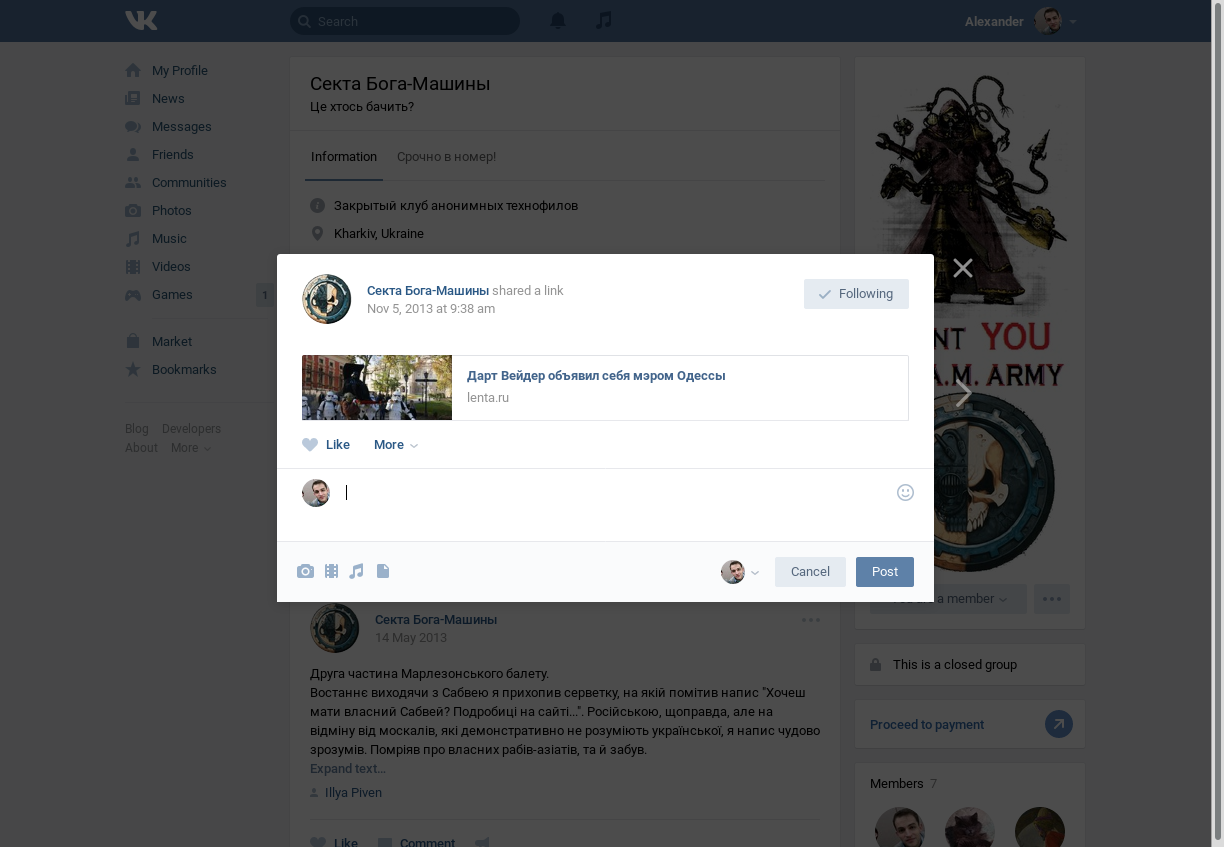 Search
Alexander
My Profile
News
Messages
Friends
Communities
Photos
Music
Videos
Games
1
Market
Bookmarks
Blog Developers
About More
Секта Бога-Машины
Це хтось бачить?
Information Срочно в номер!
Закрытый клуб анонимных технофилов
Kharkiv, Ukraine
Секта Бога-Машины shared a link
Nov 5, 2013 at 9:38 am
Following
Дарт Вейдер объявил себя мэром Одессы
lenta.ru
Like More
Cancel
Post
Секта Бога-Машины
14 May 2013
Друга частина Марлезонського балету.
Востаннє виходячи з Сабвею я прихопив серветку, на якій помітив напис "Хочеш
мати власний Сабвей? Подробиці на сайті...". Російською, щоправда, але на
відміну від москалів, які демонстративно не розуміють української, я напис чудово
зрозумів. Поміряв про власних рабів-азіатів, та й забув.
Expand text…
Illya Piven
Like Comment
YOU
A.M. ARMY
a member
This is a closed group
Proceed to payment
Members 7